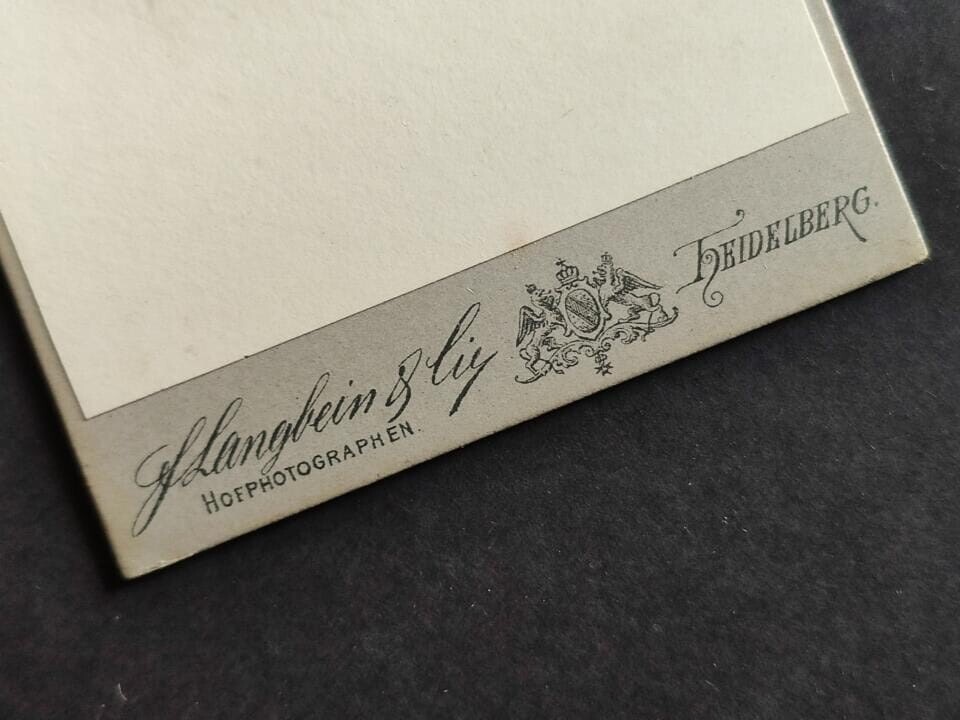 F Langbein & Cie
HOFPHOTOGRAPHEN.
HEIDELBERG.